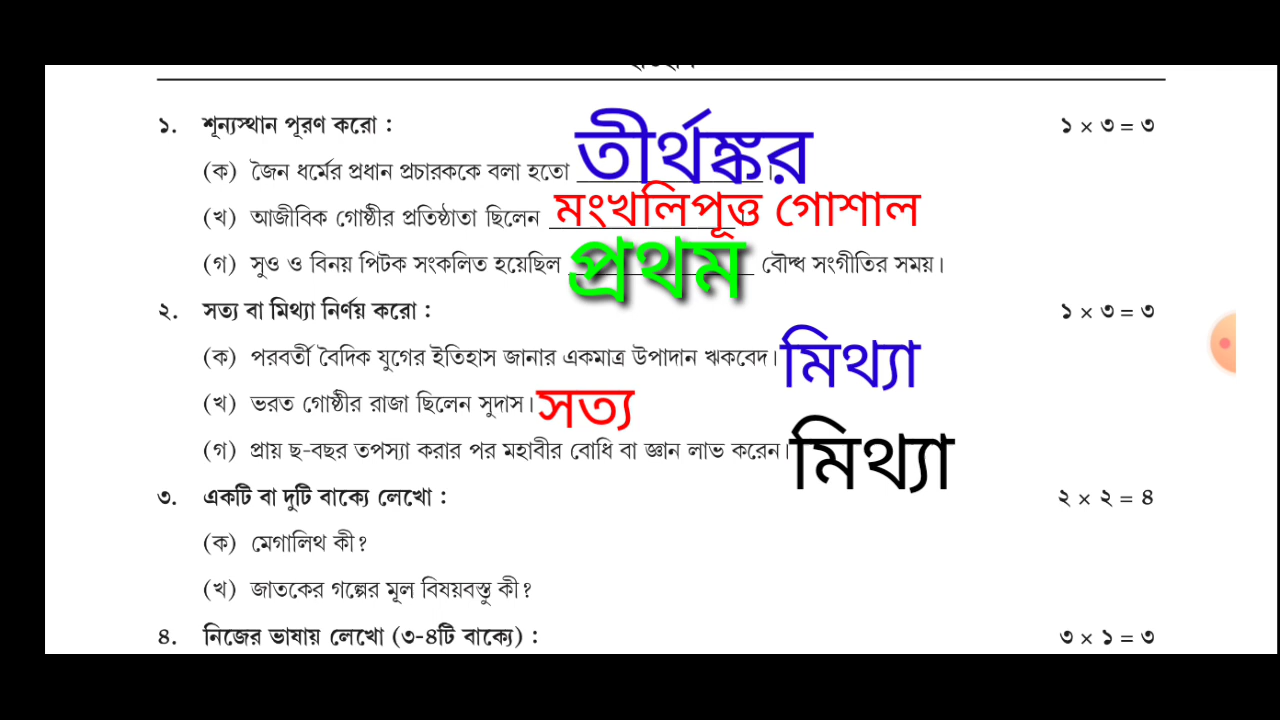 ১. শূন্যস্থান পূরণ করো : ১ × ৩ = ৩
(ক) জৈন ধর্মের প্রধান প্রচারককে বলা হতো তীর্থঙ্কর
(খ) আজীবিক গোষ্ঠীর প্রতিষ্ঠাতা ছিলেন মংখলিপূত্ত গোশাল
(গ) সুও ও বিনয় পিটক সংকলিত হয়েছিল প্রথম বৌদ্ধ সংগীতির সময়।
২. সত্য বা মিথ্যা নির্ণয় করো : ১ × ৩ = ৩
(ক) পরবর্তী বৈদিক যুগের ইতিহাস জানার একমাত্র উপাদান ঋকবেদ। মিথ্যা
(খ) ভরত গোষ্ঠীর রাজা ছিলেন সুদাস। সত্য
(গ) প্রায় ছ-বছর তপস্যা করার পর মহাবীর বোধি বা জ্ঞান লাভ করেন। মিথ্যা
৩. একটি বা দুটি বাক্যে লেখো : ২ × ২ = ৪
(ক) মেগালিথ কী?
(খ) জাতকের গল্পের মূল বিষয়বস্তু কী?
৪. নিজের ভাষায় লেখো (৩-৪টি বাক্যে) : ৩ × ১ = ৩